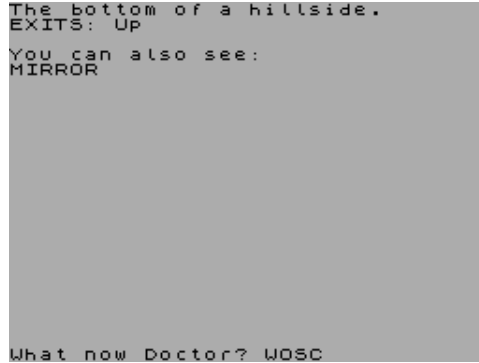 The bottom of a hillside.
EXITS: Up
You can also see:
MIRROR
What now Doctor? WOSC